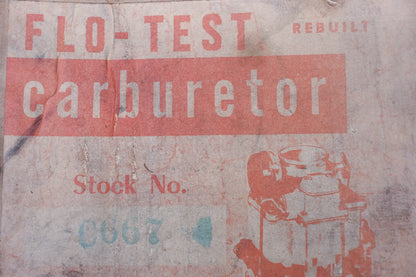 FLO-TEST REBUILT
carburetor
Stock No.
C667